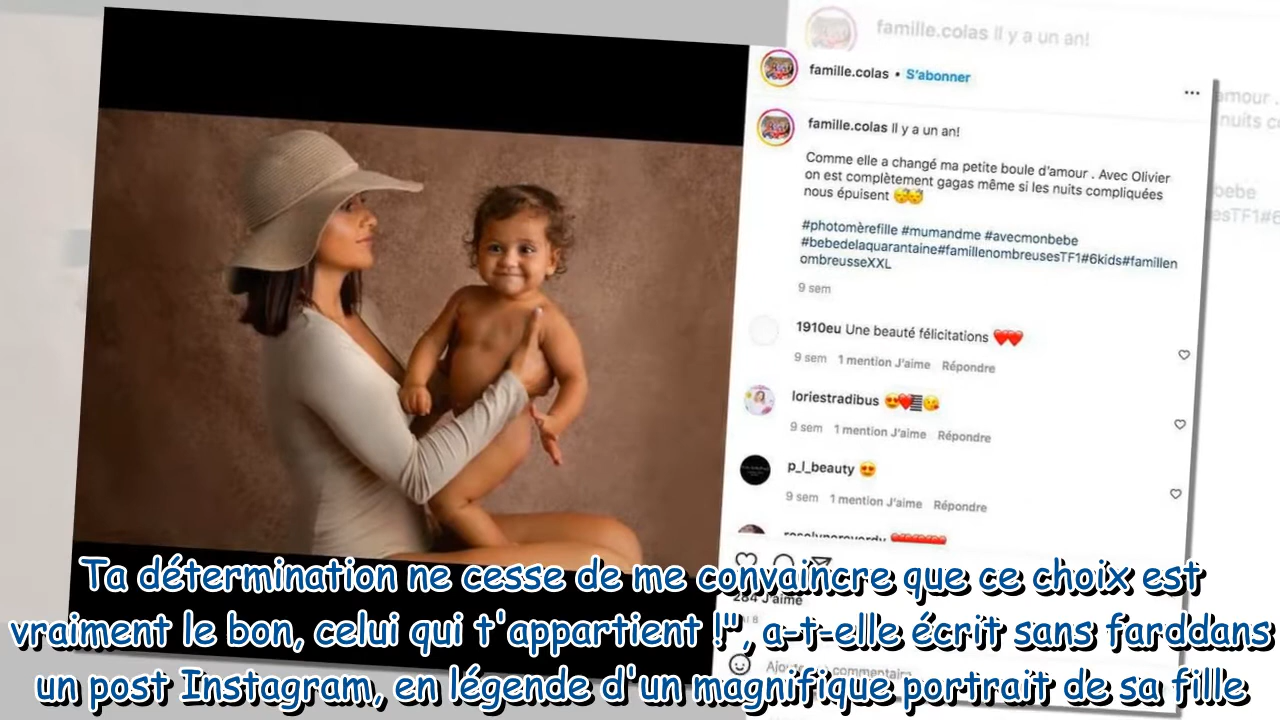 famille.colas Il y a un an!
famille.colas • S'abonner
famille.colas Il y a un an!
Comme elle a changé ma petite boule d'amour . Avec Olivier
on est complètement gagas même si les nuits compliquées
nous épuisent 😴😴
#photomèrefille #mumandme #avecmonbebe
#bebedelaquarantaine#famillenombreusesTF1#6kids#famillen
ombreusseXXL
9 sem
1910eu Une beauté félicitations ❤️❤️
9 sem 1 mention J'aime Répondre
loriestradibus 😍❤️😘
9 sem 1 mention J'aime Répondre
p_l_beauty 😍
9 sem 1 mention J'aime Répondre
284 J'aime
Ta détermination ne cesse de me convaincre que ce choix est
vraiment le bon, celui qui t'appartient !", a-t-elle écrit sans farddans
un post Instagram, en légende d'un magnifique portrait de sa fille